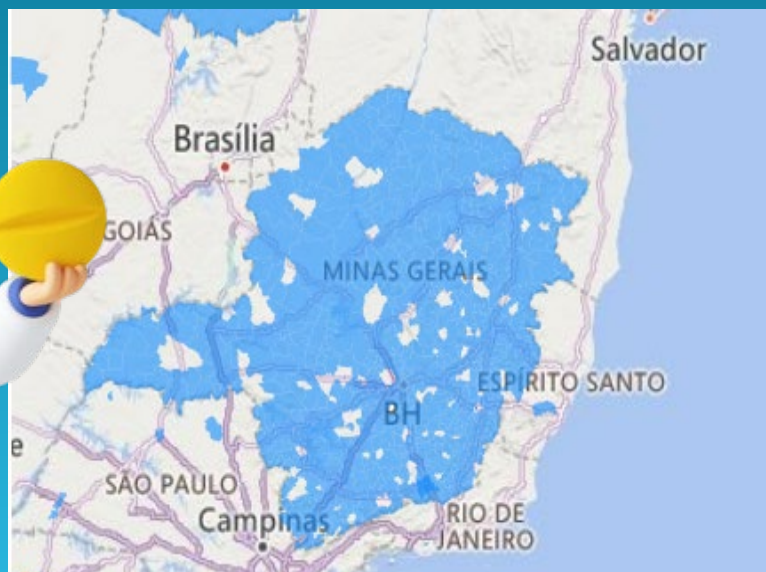 Salvador
Brasília
GOIÁS
MINAS GERAIS
ESPÍRITO SANTO
BH
e
SÃO PAULO
Campinas
RIO DE
JANEIRO